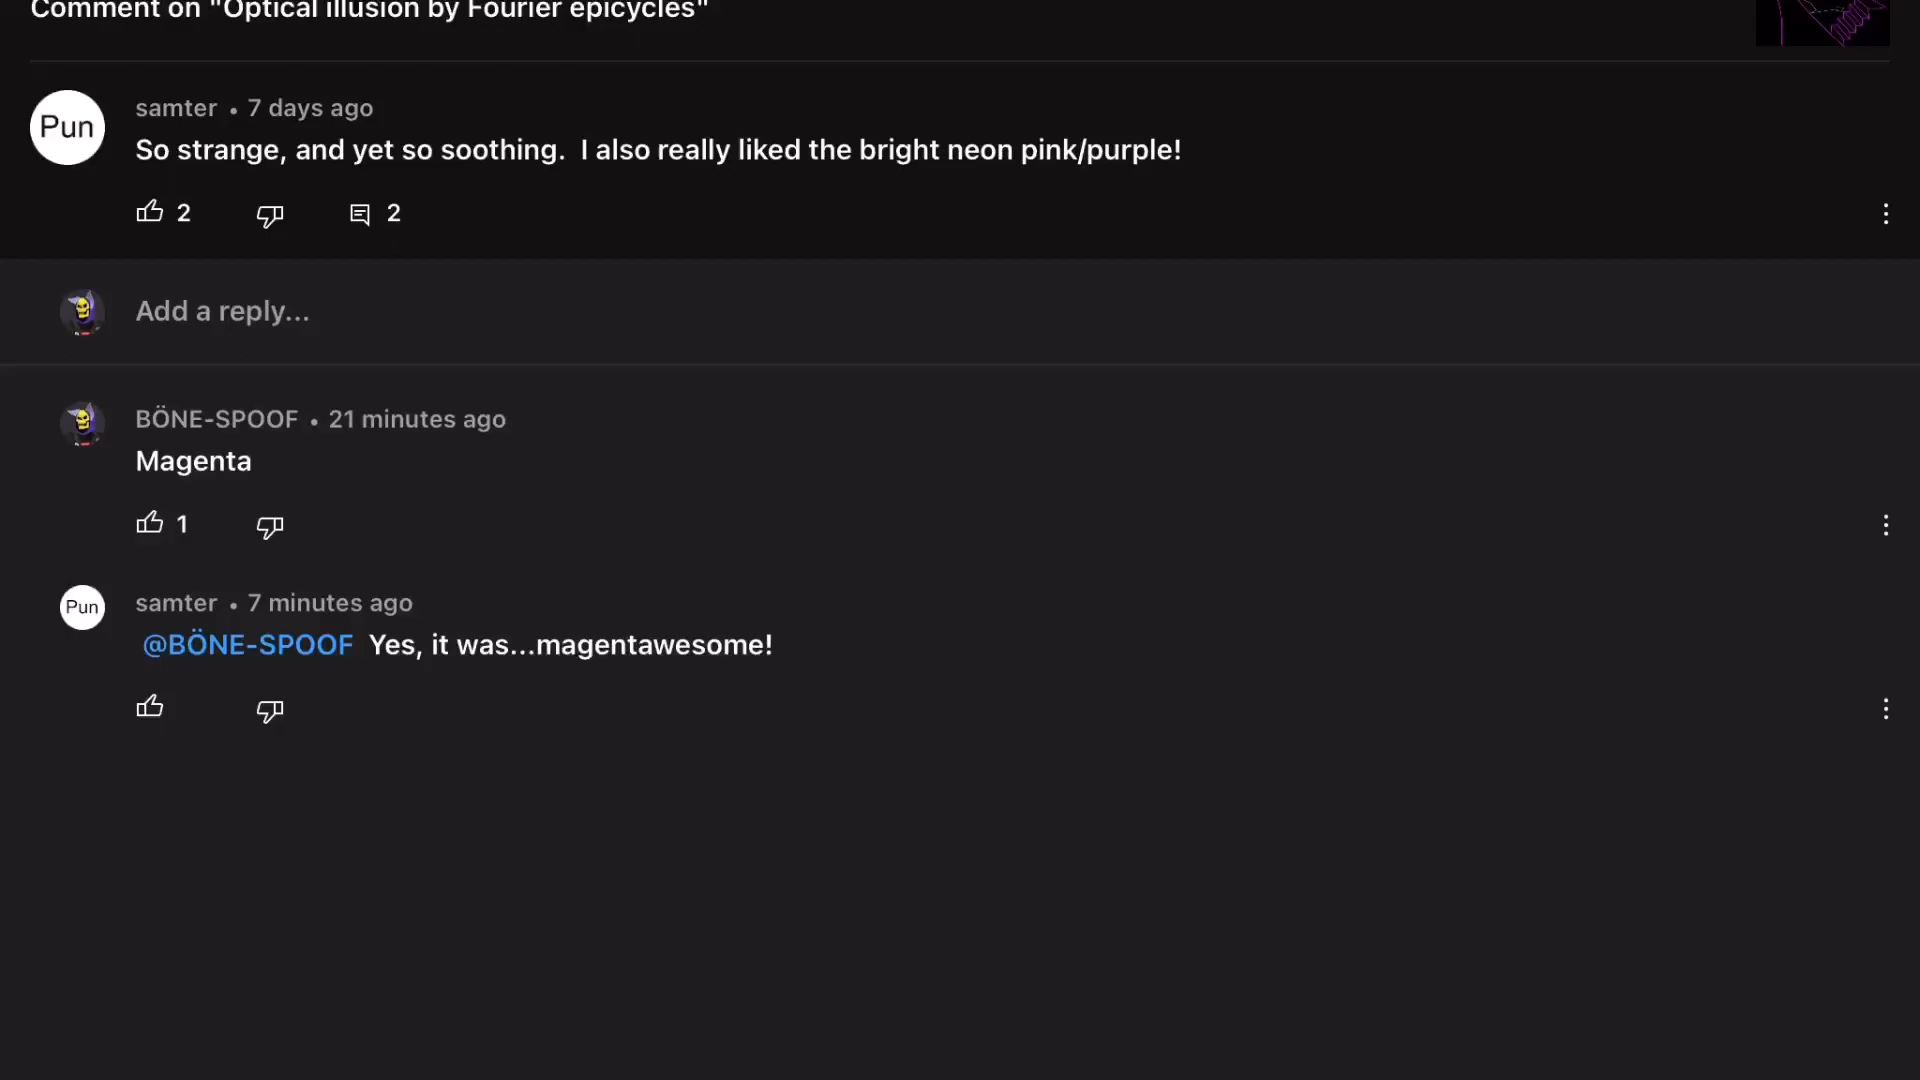 Comment on "Optical illusion by Fourier epicycles"
Pun
samter • 7 days ago
So strange, and yet so soothing.  I also really liked the bright neon pink/purple!
2 2
Add a reply...
BÖNE-SPOOF • 21 minutes ago
Magenta
1
Pun
samter • 7 minutes ago
@BÖNE-SPOOF Yes, it was...magentawesome!